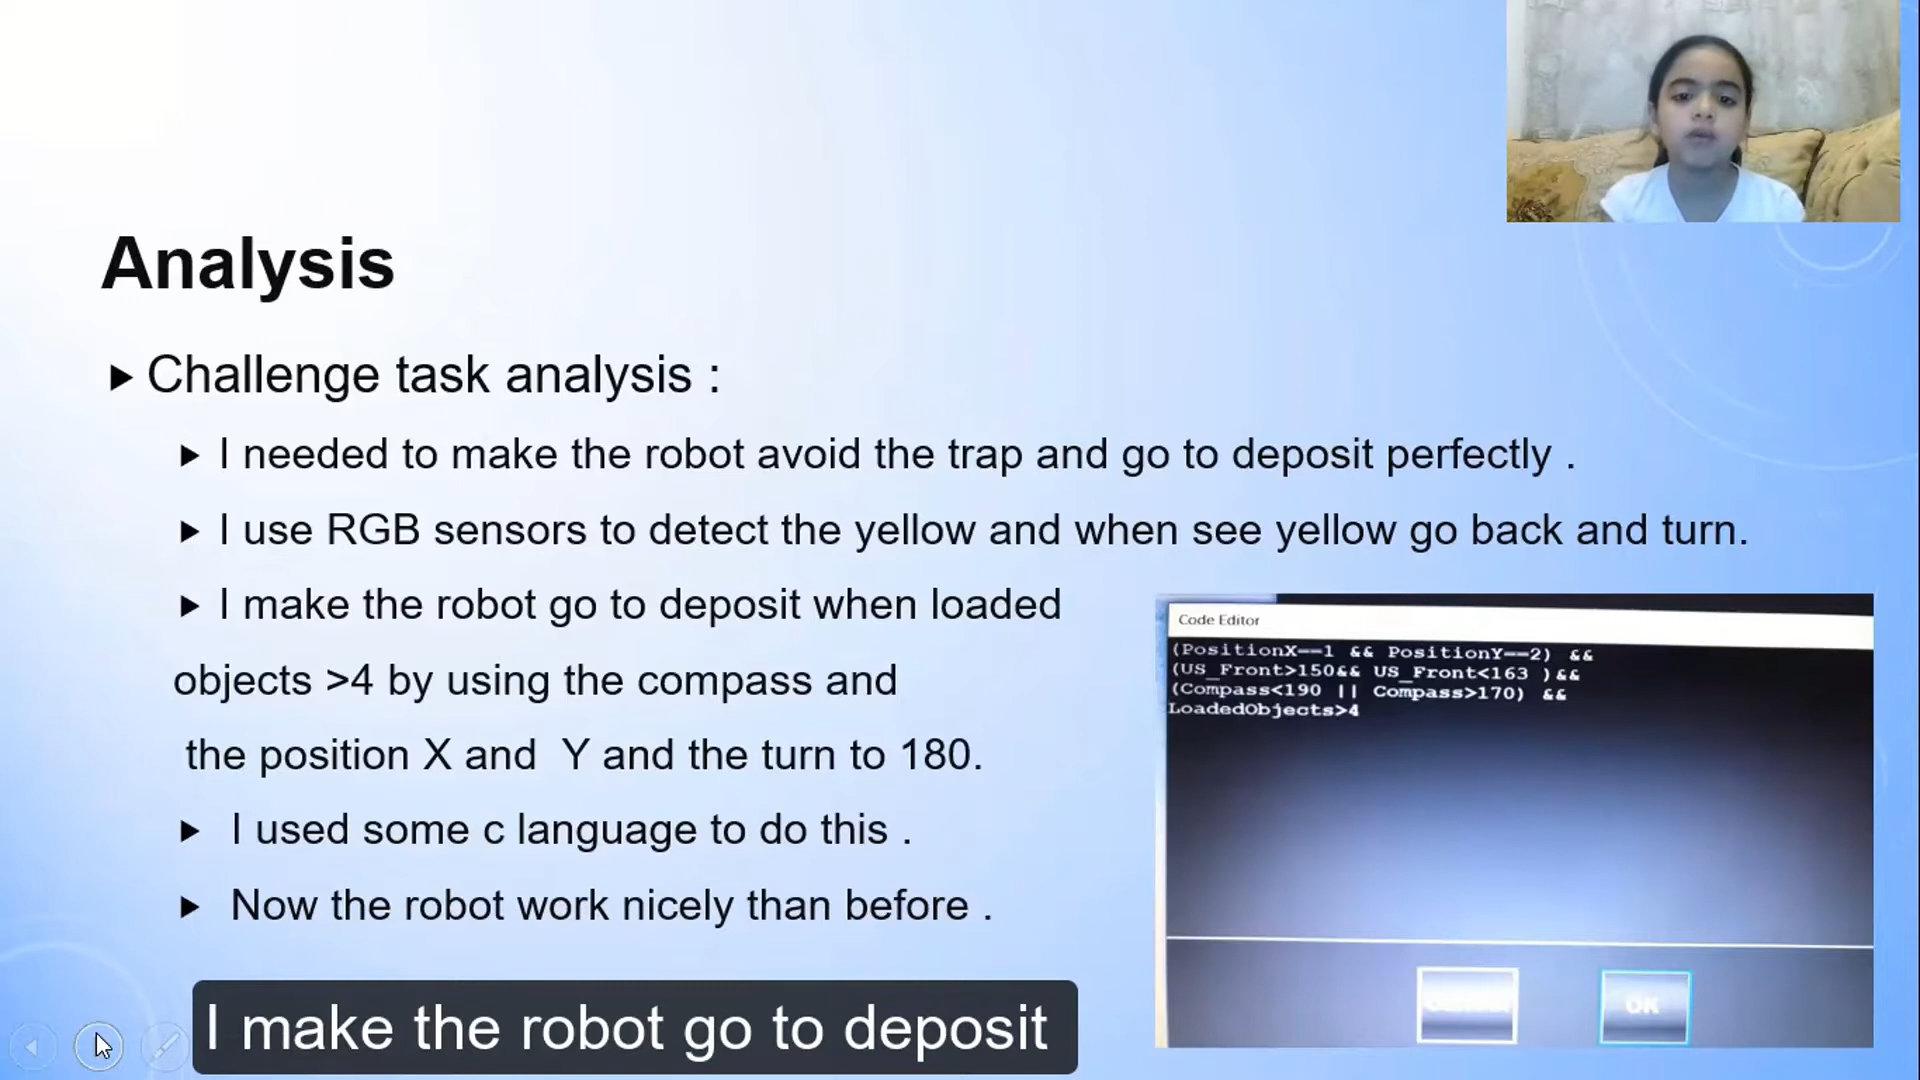 Analysis
Challenge task analysis :
I needed to make the robot avoid the trap and go to deposit perfectly .
I use RGB sensors to detect the yellow and when see yellow go back and turn.
I make the robot go to deposit when loaded
objects >4 by using the compass and
the position X and Y and the turn to 180.
I used some c language to do this .
Now the robot work nicely than before .
Code Editor
(PositionX==1 && PositionY==2) &&
(US_Front>150&& US_Front<163 )&&
(Compass<190 || Compass>170) &&
LoadedObjects>4
OK
I make the robot go to deposit